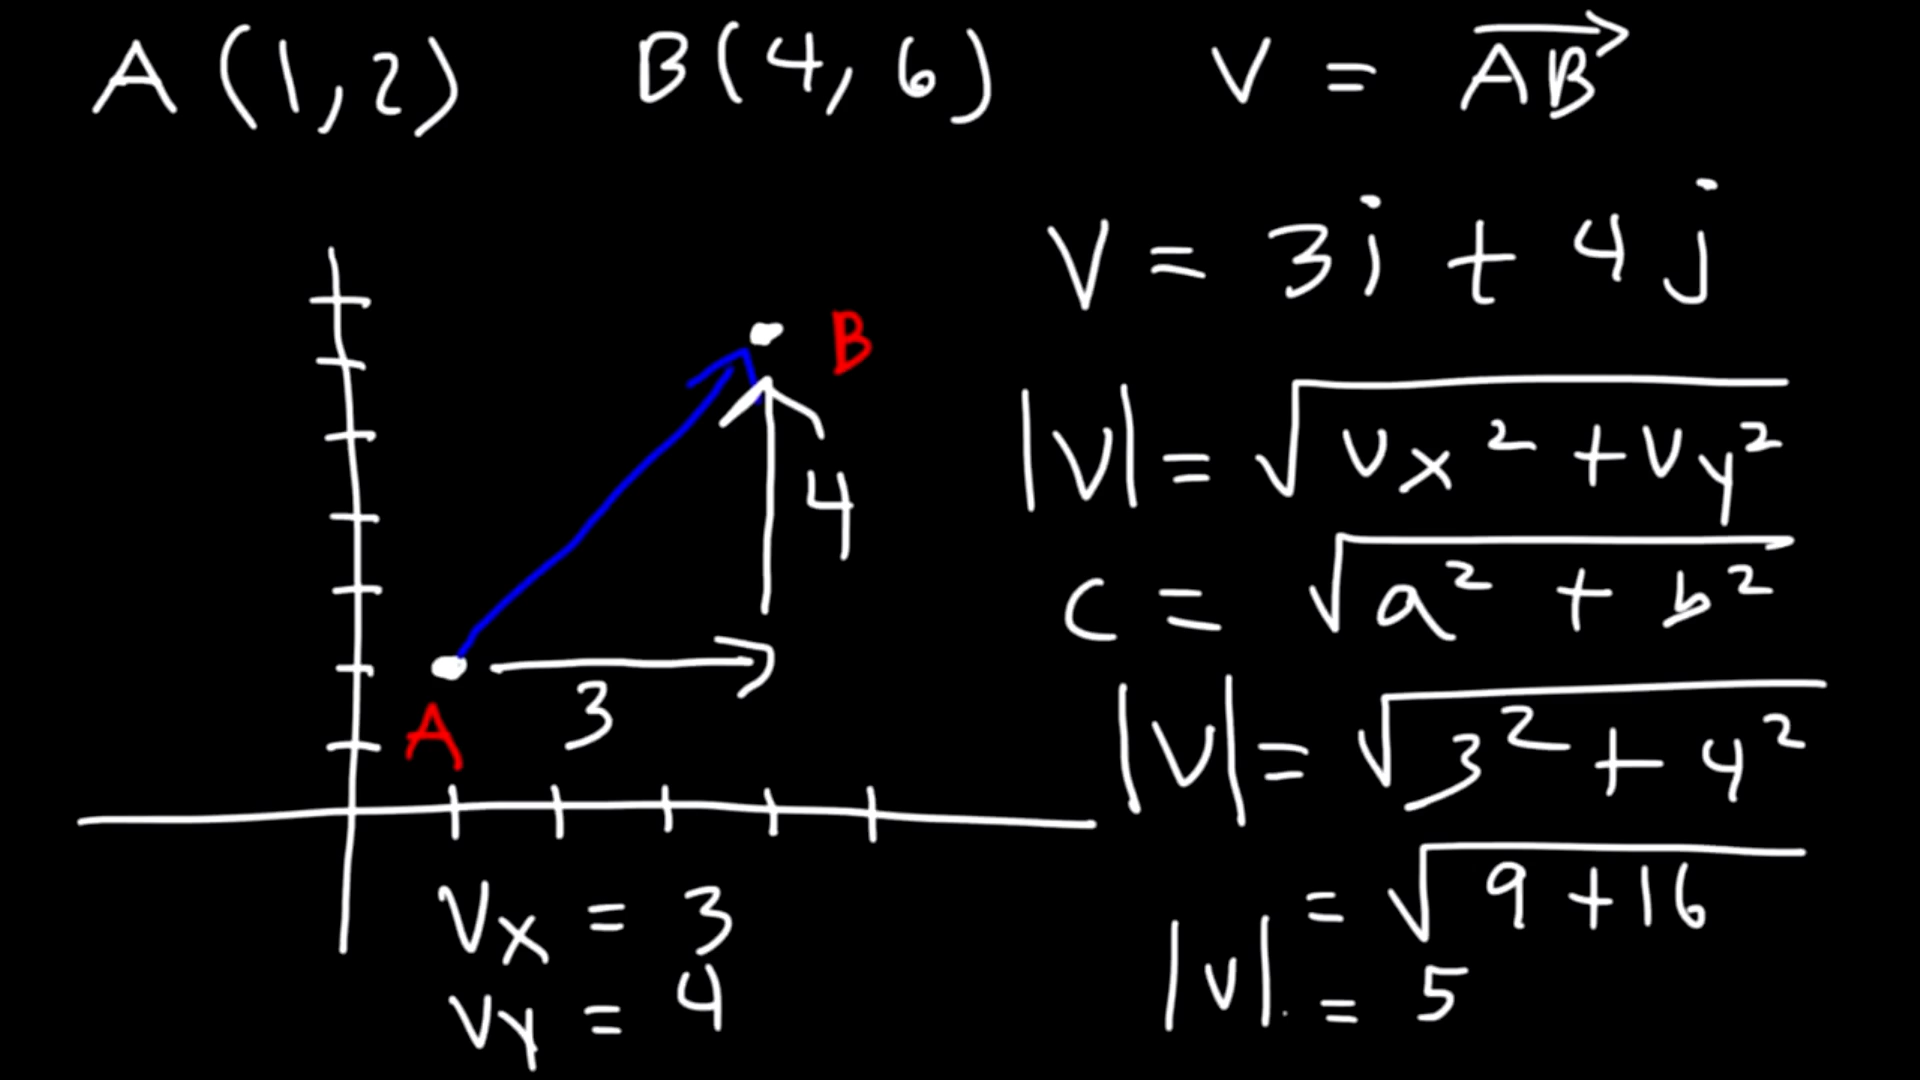 A (1,2) B(4,6) V = \overrightarrow{AB}
V = 3i + 4j
B
|V| = √(Vx² + Vy²)
4
c = √(a² + b²)
A
3
|V| = √(3² + 4²)
= √(9 + 16)
Vx = 3
|V| = 5
Vy = 4